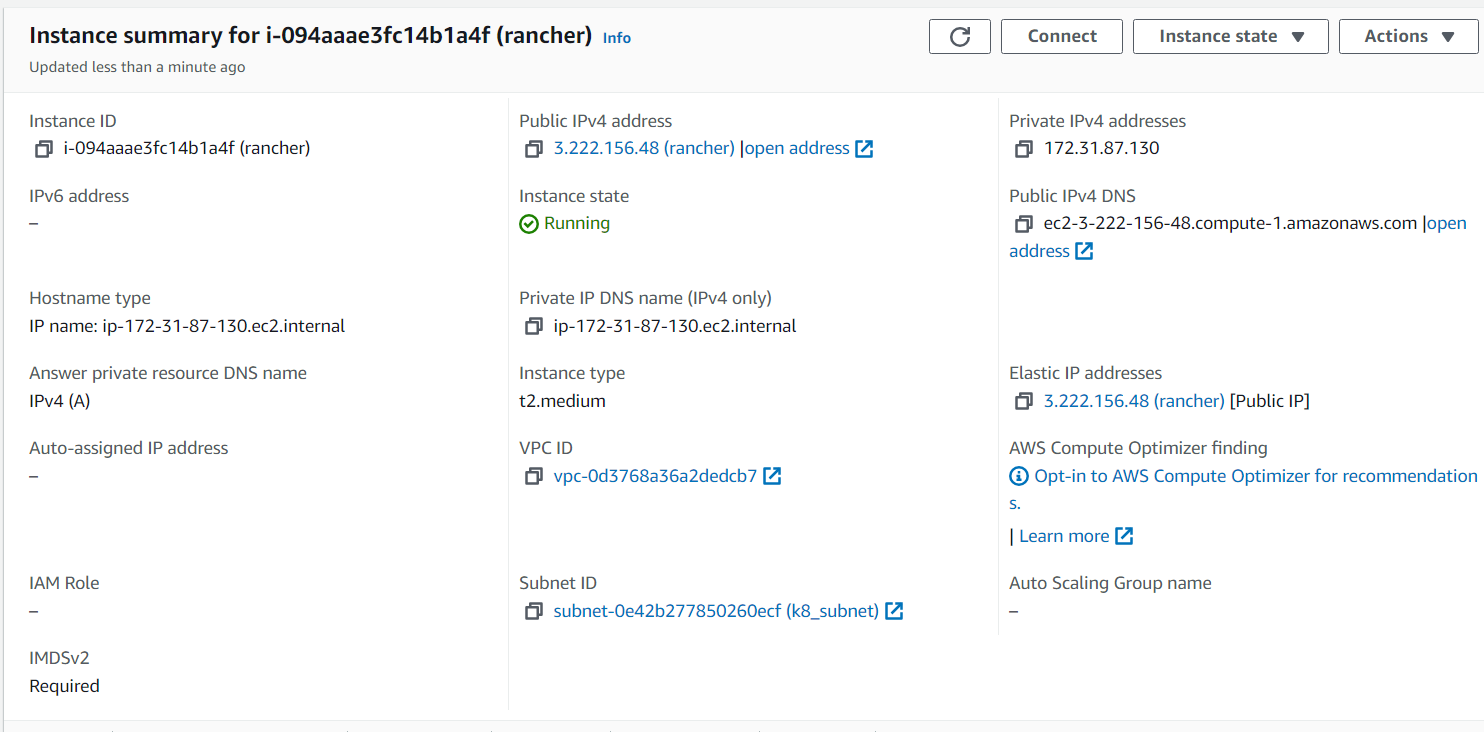 Instance summary for i-094aaae3fc14b1a4f (rancher) Info
Updated less than a minute ago
Connect
Instance state
Actions
Instance ID
i-094aaae3fc14b1a4f (rancher)
Public IPv4 address
3.222.156.48 (rancher) |open address
Private IPv4 addresses
172.31.87.130
IPv6 address
–
Instance state
Running
Public IPv4 DNS
ec2-3-222-156-48.compute-1.amazonaws.com |open
address
Hostname type
IP name: ip-172-31-87-130.ec2.internal
Private IP DNS name (IPv4 only)
ip-172-31-87-130.ec2.internal
Answer private resource DNS name
IPv4 (A)
Instance type
t2.medium
Elastic IP addresses
3.222.156.48 (rancher) [Public IP]
Auto-assigned IP address
–
VPC ID
vpc-0d3768a36a2dedcb7
AWS Compute Optimizer finding
Opt-in to AWS Compute Optimizer for recommendation
s.
| Learn more
IAM Role
–
Subnet ID
subnet-0e42b277850260ecf (k8_subnet)
Auto Scaling Group name
–
IMDSv2
Required